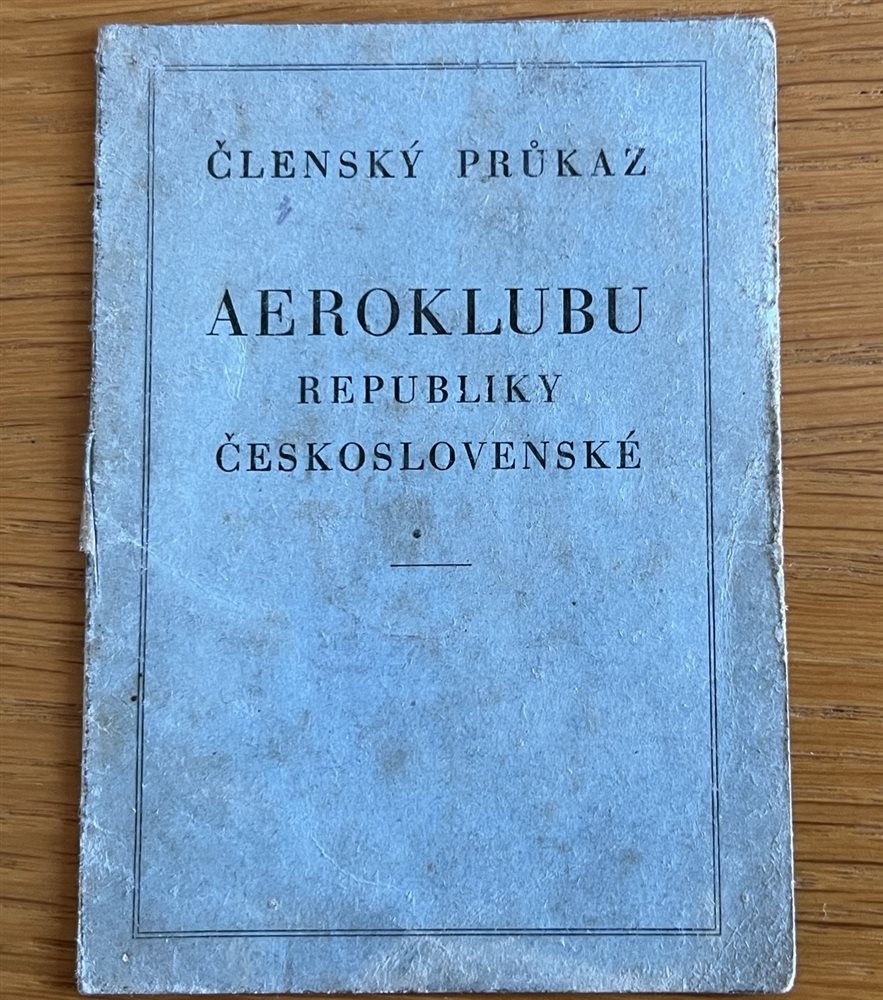 ČLENSKÝ PRŮKAZ
AEROKLUBU
REPUBLIKY
ČESKOSLOVENSKÉ